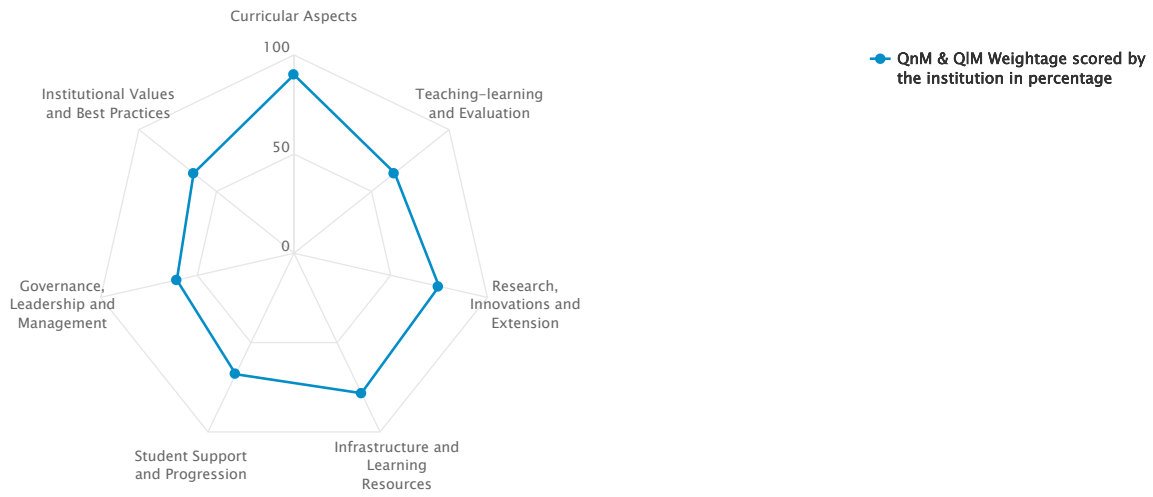 Curricular Aspects
100
QnM & QlM Weightage scored by
the institution in percentage
Institutional Values
and Best Practices
Teaching-learning
and Evaluation
50
0
Governance,
Leadership and
Management
Research,
Innovations and
Extension
Student Support
and Progression
Infrastructure and
Learning
Resources